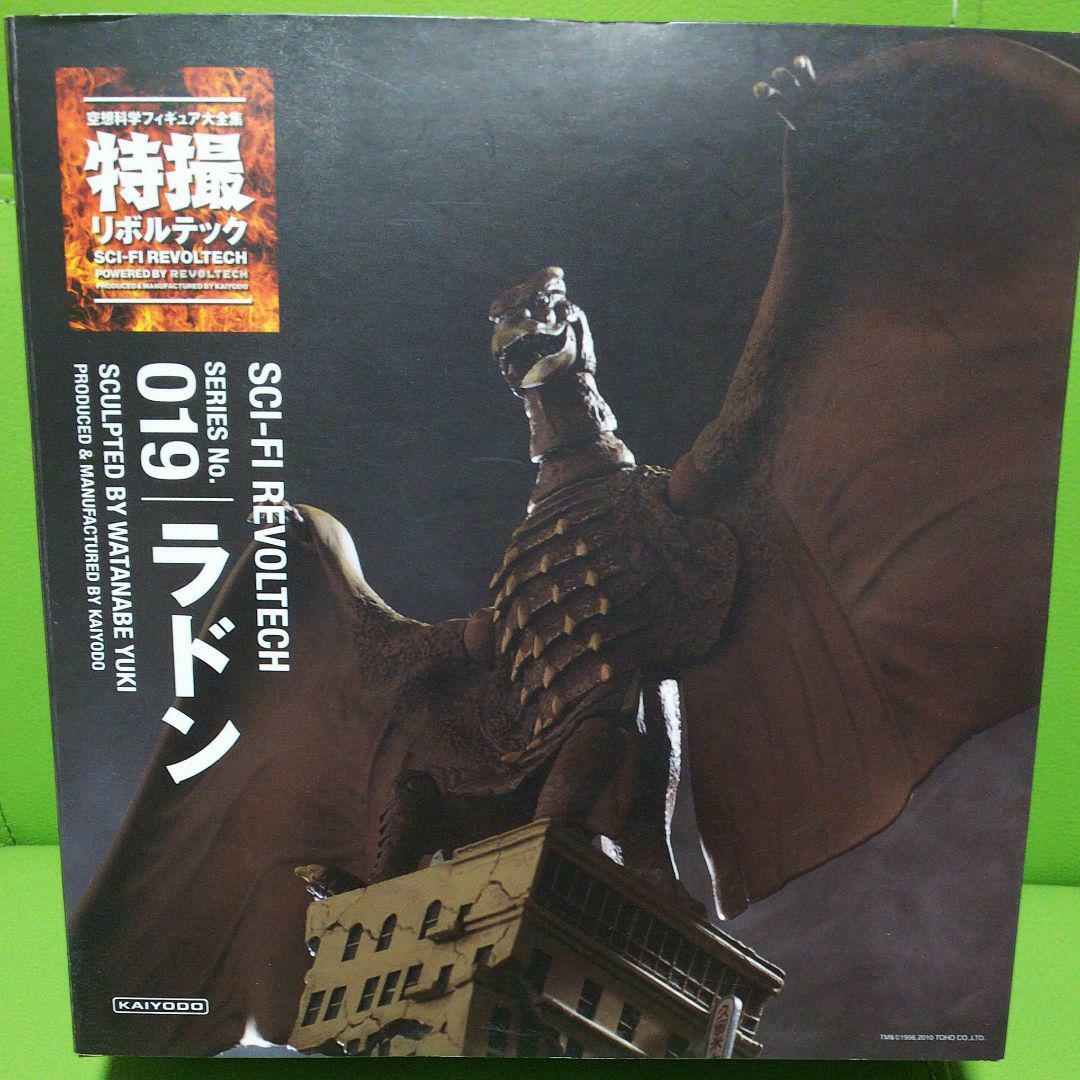 空想科学フィギュア大全集
特撮
リボルテック
SCI-FI REVOLTECH
POWERED BY REVOLTECH
PRODUCED & MANUFACTURED BY KAIYODO
SCI-FI REVOLTECH
SERIES No.
019 ラドン
SCULPTED BY WATANABE YUKI
PRODUCED & MANUFACTURED BY KAIYODO
KAIYODO
TM& ©1956, 2010 TOHO CO.,LTD.